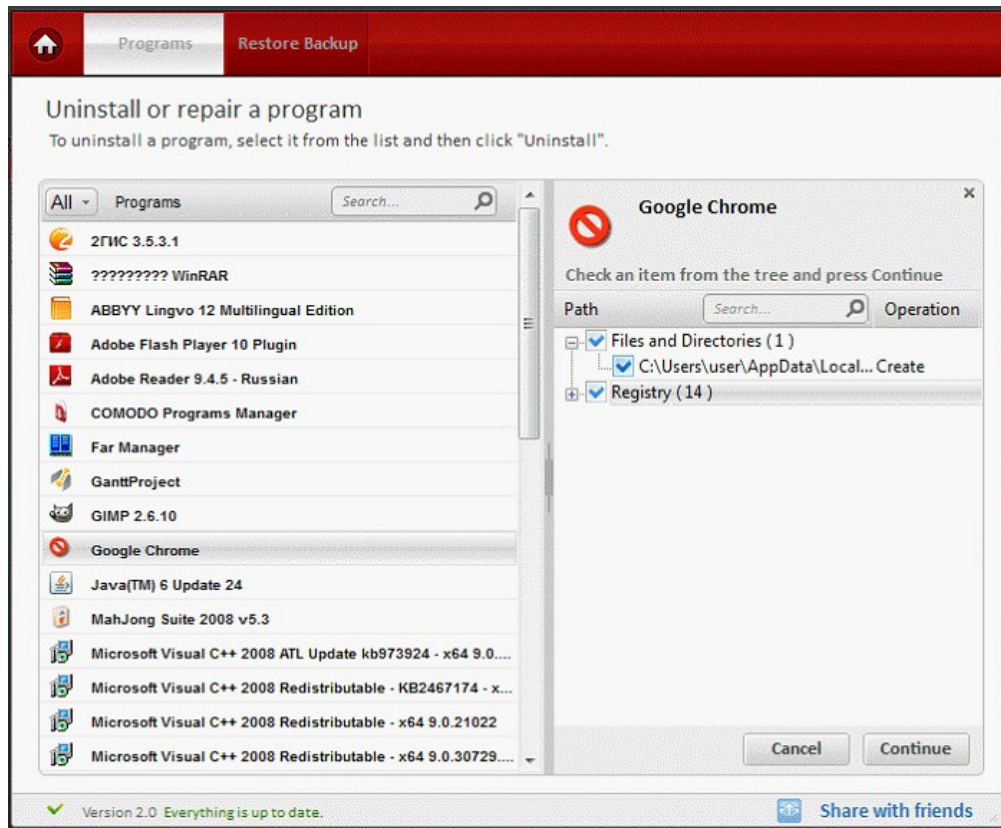 Programs Restore Backup
Uninstall or repair a program
To uninstall a program, select it from the list and then click "Uninstall".
All Programs Search...
2ГИС 3.5.3.1
????????? WinRAR
ABBYY Lingvo 12 Multilingual Edition
Adobe Flash Player 10 Plugin
Adobe Reader 9.4.5 - Russian
COMODO Programs Manager
Far Manager
GanttProject
GIMP 2.6.10
Google Chrome
Java(TM) 6 Update 24
MahJong Suite 2008 v5.3
Microsoft Visual C++ 2008 ATL Update kb973924 - x64 9.0....
Microsoft Visual C++ 2008 Redistributable - KB2467174 - x...
Microsoft Visual C++ 2008 Redistributable - x64 9.0.21022
Microsoft Visual C++ 2008 Redistributable - x64 9.0.30729....
Google Chrome
Check an item from the tree and press Continue
Path Search... Operation
Files and Directories ( 1 )
C:\Users\user\AppData\Local... Create
Registry ( 14 )
Cancel Continue
Version 2.0 Everything is up to date.
Share with friends